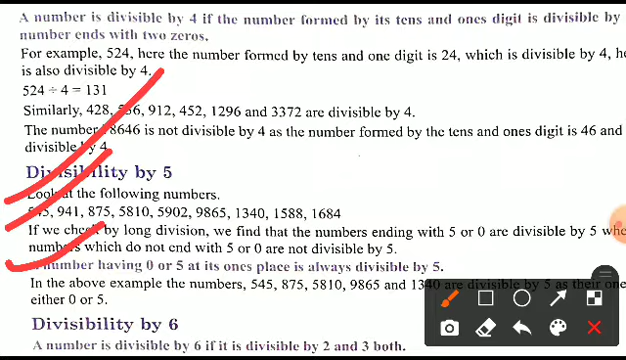 A number is divisible by 4 if the number formed by its tens and ones digit is divisible by
number ends with two zeros.
For example, 524, here the number formed by tens and one digit is 24, which is divisible by 4, he
is also divisible by 4.
524 ÷ 4 = 131
Similarly, 428, 912, 452, 1296 and 3372 are divisible by 4.
The number 8646 is not divisible by 4 as the number formed by the tens and ones digit is 46 and
divisible by 4.
Divisibility by 5
Look at the following numbers.
545, 941, 875, 5810, 5902, 9865, 1340, 1588, 1684
If we check by long division, we find that the numbers ending with 5 or 0 are divisible by 5 whe
numbers which do not end with 5 or 0 are not divisible by 5.
number having 0 or 5 at its ones place is always divisible by 5.
In the above example the numbers, 545, 875, 5810, 9865 and 1340 are divisible by 5 as their one
either 0 or 5.
Divisibility by 6
A number is divisible by 6 if it is divisible by 2 and 3 both.